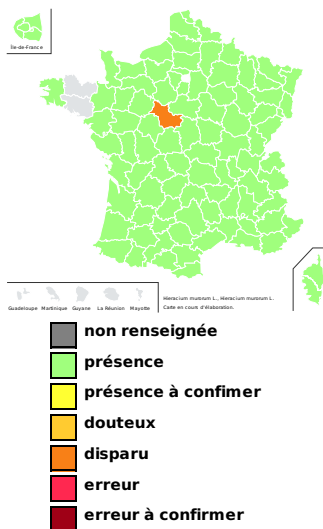 Île-de-France
Guadeloupe Martinique Guyane La Réunion Mayotte
Hieracium murorum L., Hieracium murorum L.
Carte en cours d'élaboration.
non renseignée
présence
présence à confimer
douteux
disparu
erreur
erreur à confirmer